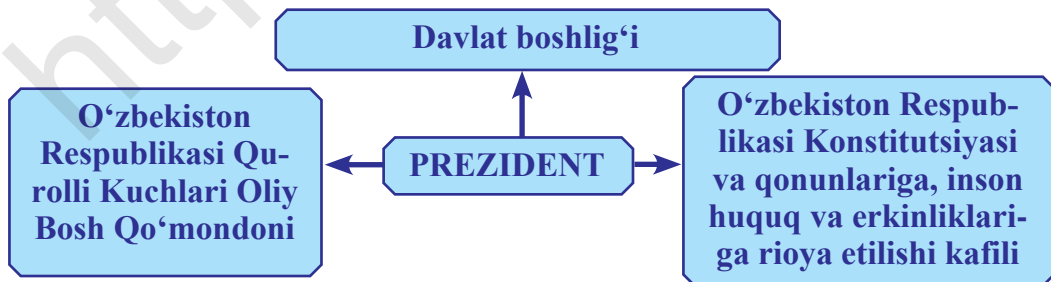 Davlat boshlig‘i
O‘zbekiston
Respublikasi Qu-
rolli Kuchlari Oliy
Bosh Qo‘mondoni
PREZIDENT
O‘zbekiston Respub-
likasi Konstitutsiyasi
va qonunlariga, inson
huquq va erkinliklari-
ga rioya etilishi kafili
http